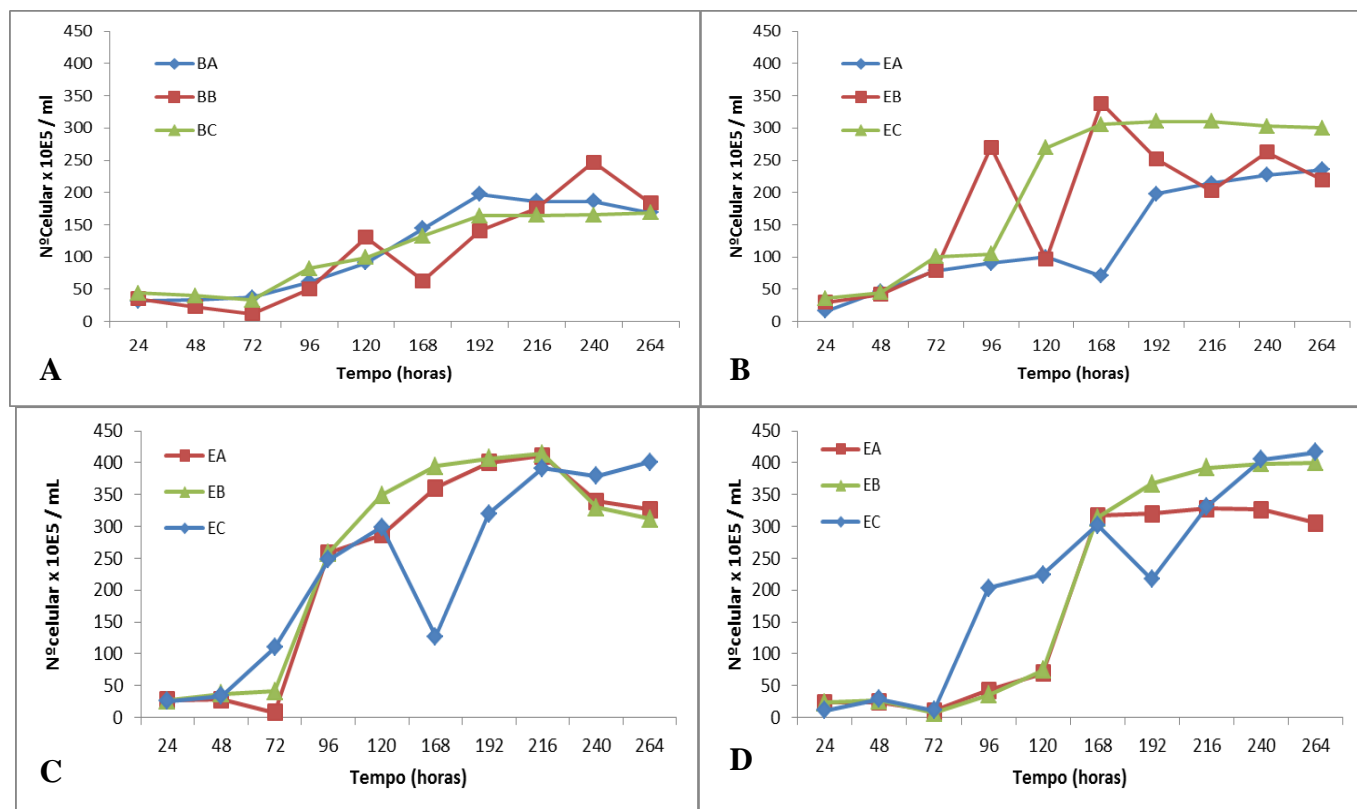 450
400
350
300
250
200
150
100
50
0
NºCelular x 10E5 / ml
BA
BB
BC
24 48 72 96 120 168 192 216 240 264
Tempo (horas)
A
450
400
350
300
250
200
150
100
50
0
NºCelular x 10E5 / ml
EA
EB
EC
24 48 72 96 120 168 192 216 240 264
Tempo (horas)
B
450
400
350
300
250
200
150
100
50
0
Nºcelular x 10E5 / mL
EA
EB
EC
24 48 72 96 120 168 192 216 240 264
Tempo (horas)
C
450
400
350
300
250
200
150
100
50
0
Nºcelular x 10E5 / mL
EA
EB
EC
24 48 72 96 120 168 192 216 240 264
Tempo (horas)
D